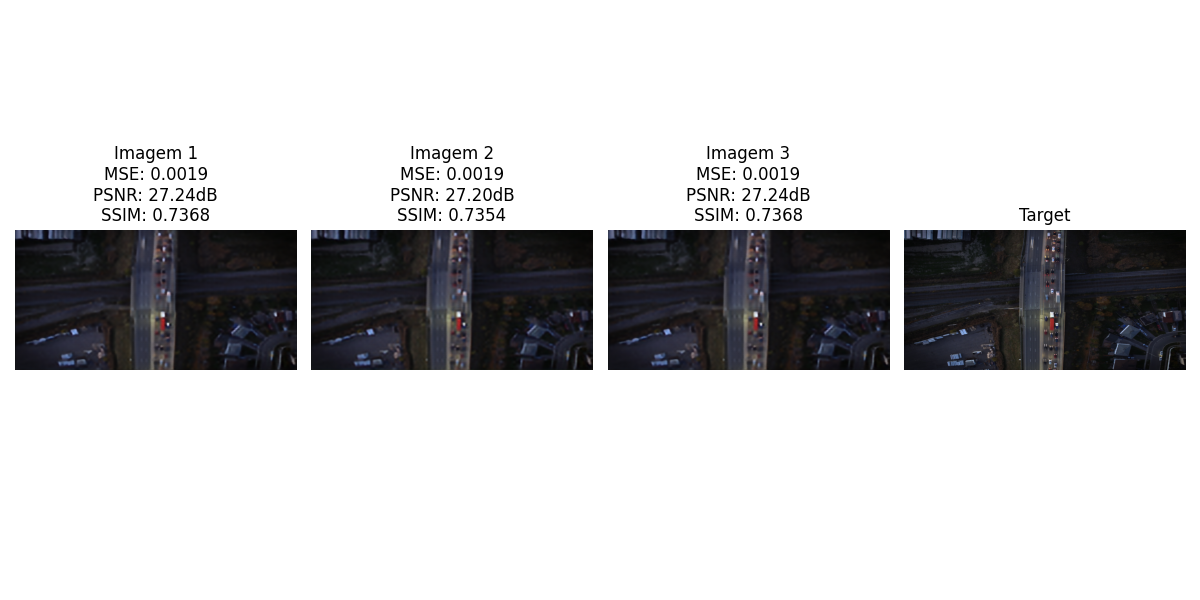 Imagem 1
MSE: 0.0019
PSNR: 27.24dB
SSIM: 0.7368
Imagem 2
MSE: 0.0019
PSNR: 27.20dB
SSIM: 0.7354
Imagem 3
MSE: 0.0019
PSNR: 27.24dB
SSIM: 0.7368
Target